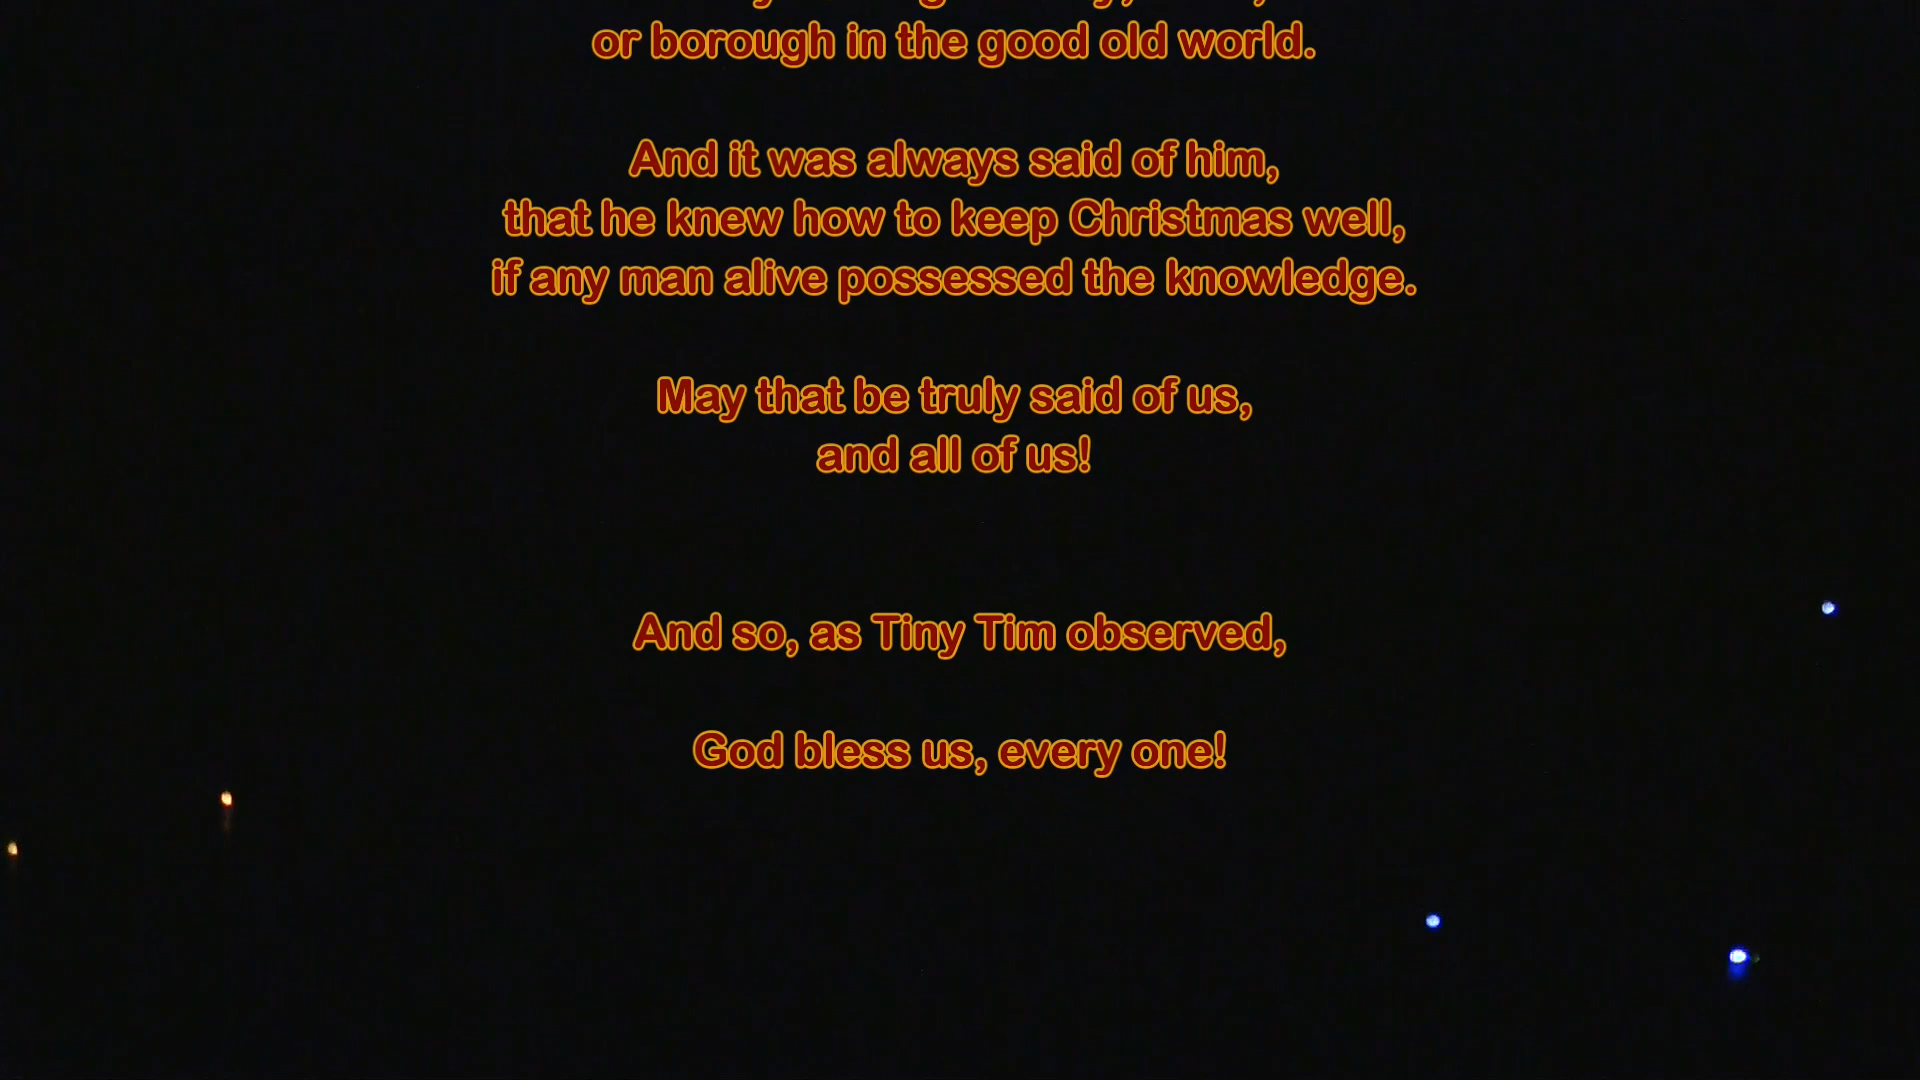 or borough in the good old world.
And it was always said of him,
that he knew how to keep Christmas well,
if any man alive possessed the knowledge.
May that be truly said of us,
and all of us!
And so, as Tiny Tim observed,
God bless us, every one!